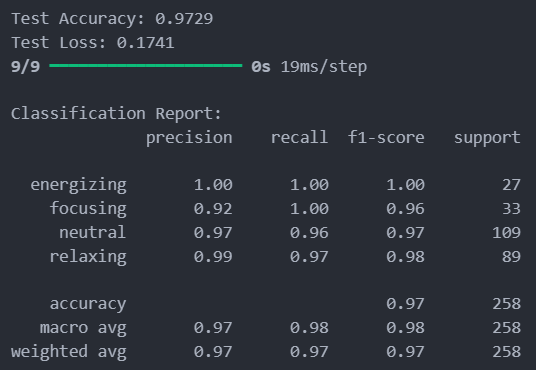 Test Accuracy: 0.9729
Test Loss: 0.1741
9/9 ━━━━━━━━━━━━━━━━━━━━ 0s 19ms/step
Classification Report:
precision recall f1-score support
energizing 1.00 1.00 1.00 27
focusing 0.92 1.00 0.96 33
neutral 0.97 0.96 0.97 109
relaxing 0.99 0.97 0.98 89
accuracy 0.97 258
macro avg 0.97 0.98 0.98 258
weighted avg 0.97 0.97 0.97 258